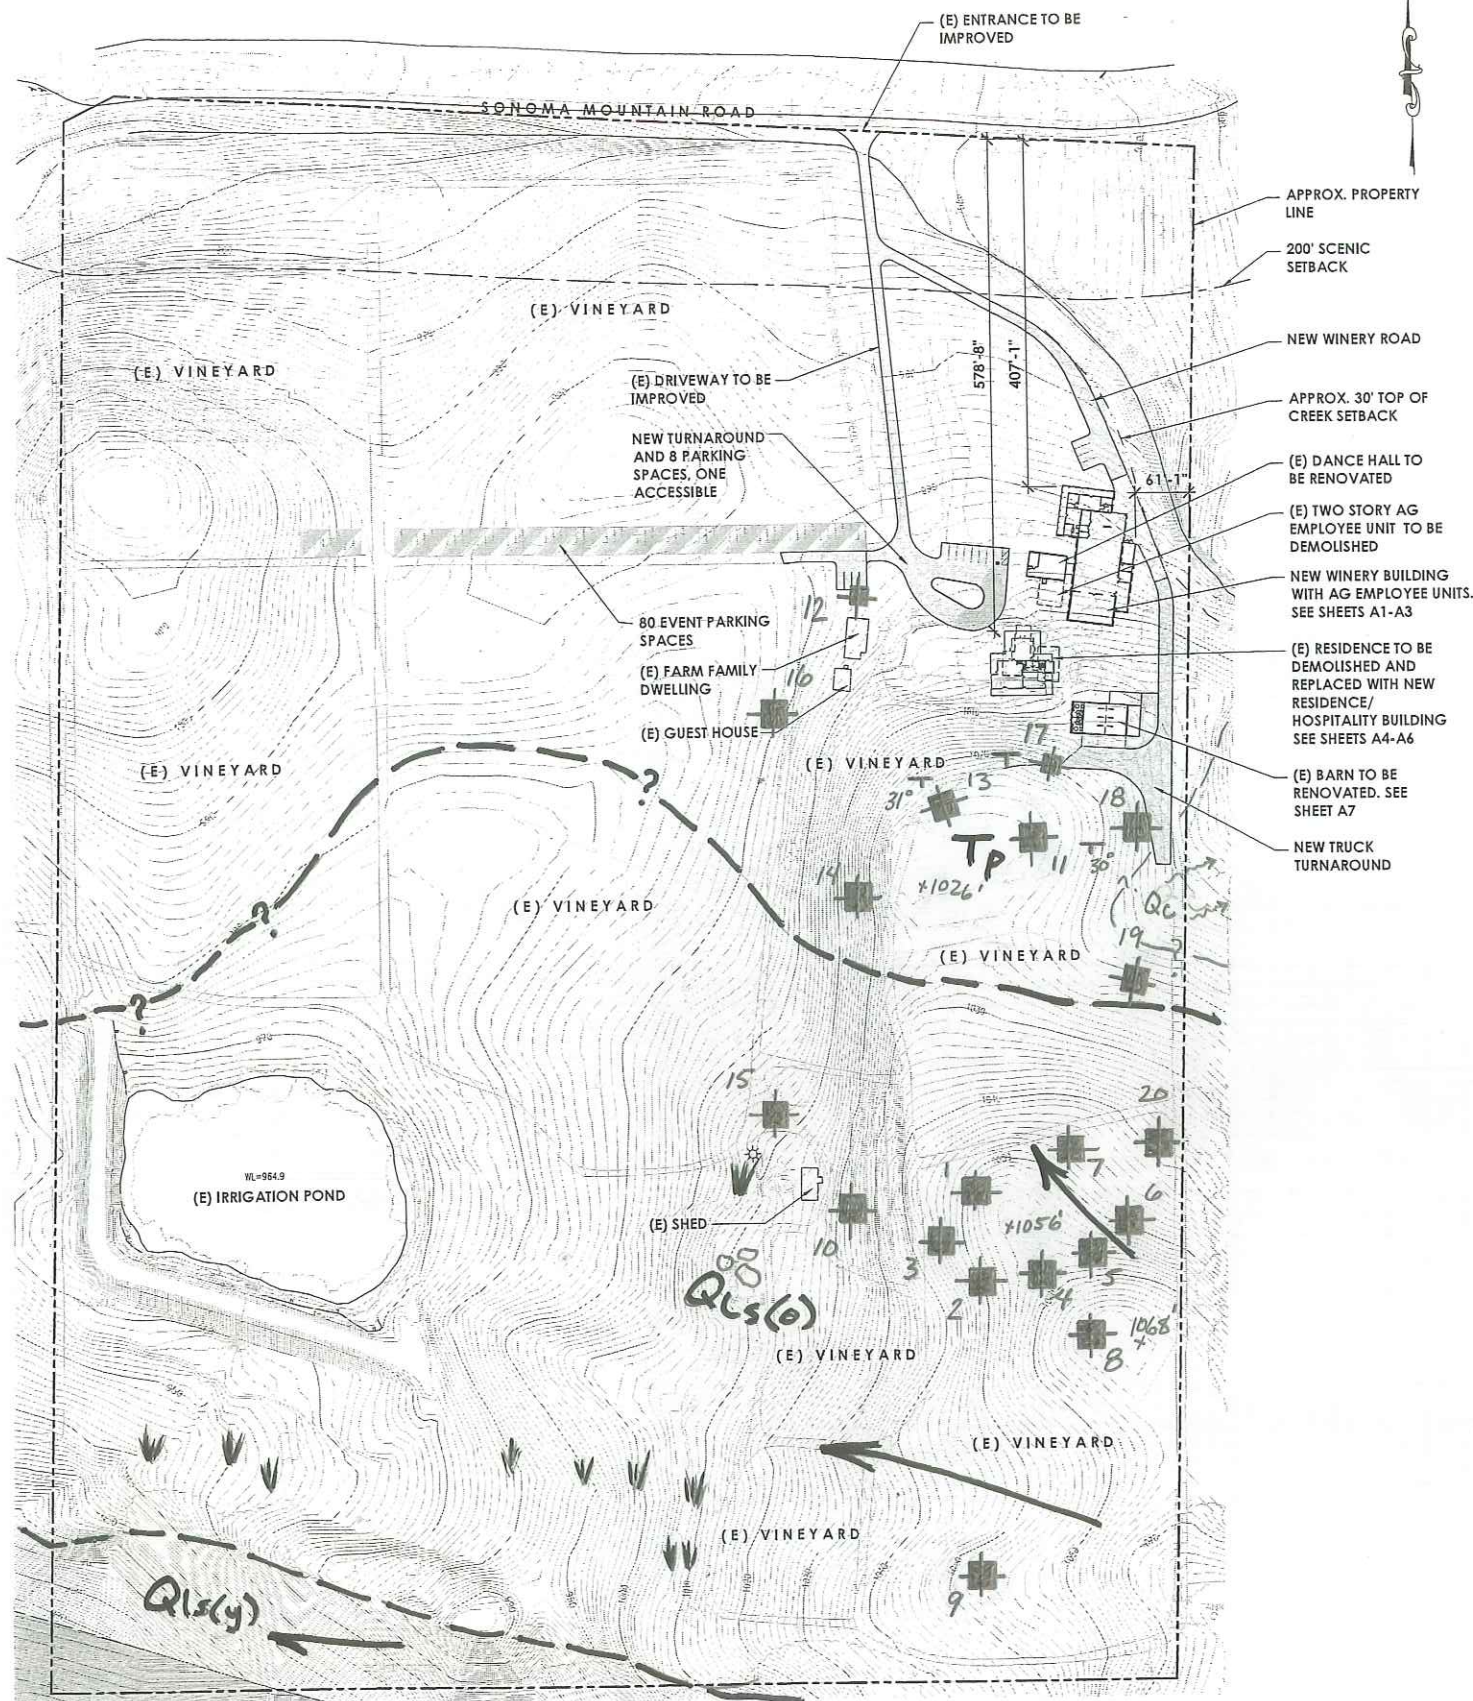 (E) ENTRANCE TO BE
IMPROVED
SONOMA MOUNTAIN ROAD
APPROX. PROPERTY
LINE
200' SCENIC
SETBACK
(E) VINEYARD
(E) VINEYARD
NEW WINERY ROAD
578'-8"
407'-1"
(E) DRIVEWAY TO BE
IMPROVED
APPROX. 30' TOP OF
CREEK SETBACK
NEW TURNAROUND
AND 8 PARKING
SPACES, ONE
ACCESSIBLE
(E) DANCE HALL TO
BE RENOVATED
61'-1"
(E) TWO STORY AG
EMPLOYEE UNIT TO BE
DEMOLISHED
NEW WINERY BUILDING
WITH AG EMPLOYEE UNITS.
SEE SHEETS A1-A3
12
80 EVENT PARKING
SPACES
(E) FARM FAMILY
DWELLING
16
(E) GUEST HOUSE
(E) RESIDENCE TO BE
DEMOLISHED AND
REPLACED WITH NEW
RESIDENCE/
HOSPITALITY BUILDING
SEE SHEETS A4-A6
17
(E) VINEYARD
(E) VINEYARD
?
31°
13
(E) BARN TO BE
RENOVATED. SEE
SHEET A7
18
Tp
11
30°
NEW TRUCK
TURNAROUND
14
+1026'
Qc
?
(E) VINEYARD
19
?
(E) VINEYARD
?
1030
970
15
20
WL=964.9
(E) IRRIGATION POND
1
7
6
(E) SHED
+1056'
10
3
5
2
4
QLS(o)
1068'
+
8
(E) VINEYARD
(E) VINEYARD
(E) VINEYARD
9
Qls(y)